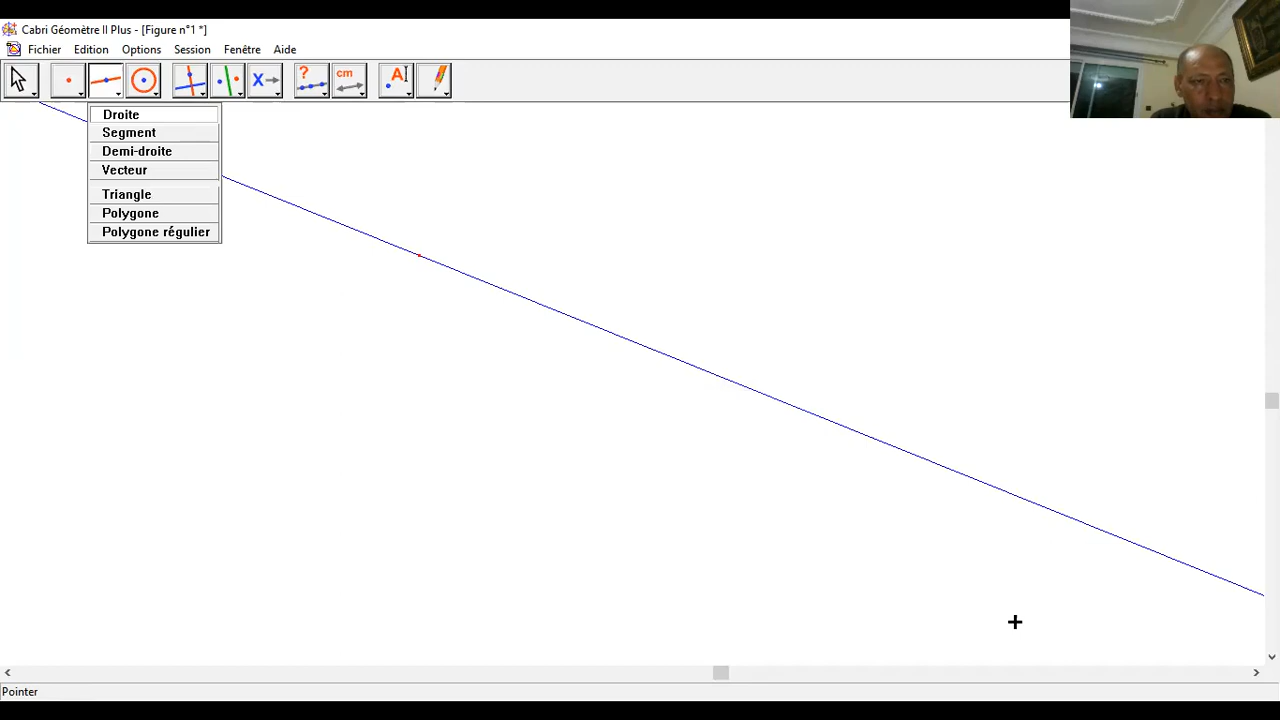 Cabri Géomètre II Plus - [Figure n°1 *]
Fichier Edition Options Session Fenêtre Aide
? cm A
X
Droite
Segment
Demi-droite
Vecteur
Triangle
Polygone
Polygone régulier
Pointer